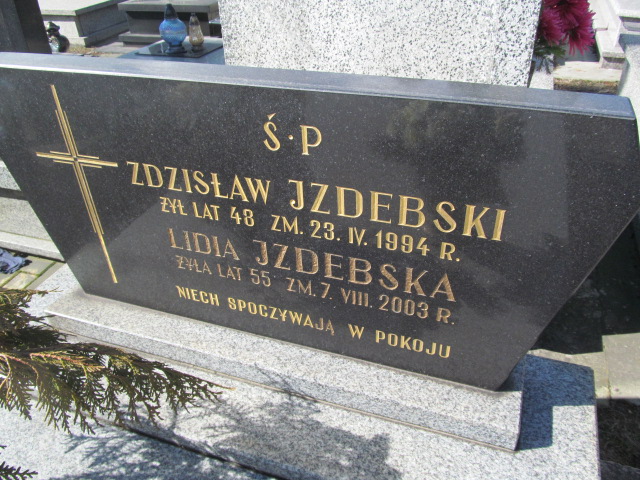 Ś.P
ZDZISŁAW JZDEBSKI
ŻYŁ LAT 48 ZM. 23. IV. 1994 R.
LIDIA JZDEBSKA
ŻYŁA LAT 55 ZM. 7. VIII. 2003 R.
NIECH SPOCZYWAJĄ W POKOJU